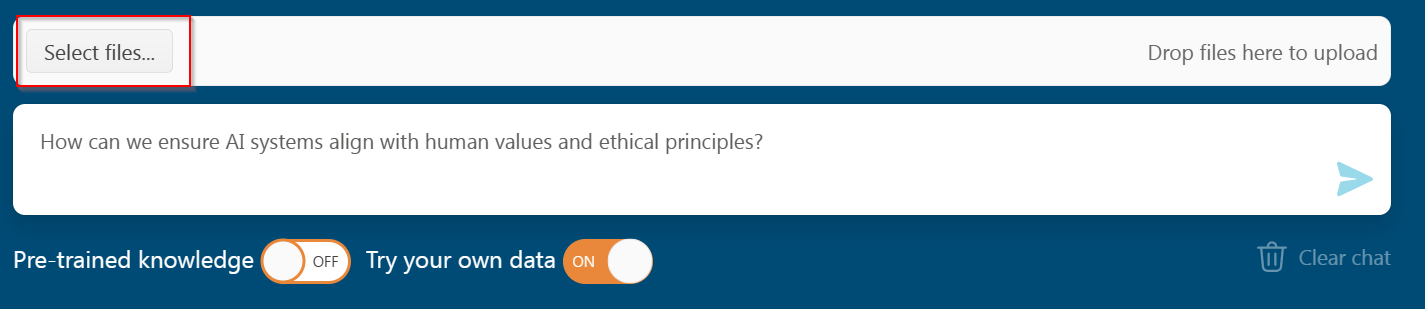 Select files... Drop files here to upload
How can we ensure AI systems align with human values and ethical principles?
Pre-trained knowledge OFF Try your own data ON Clear chat